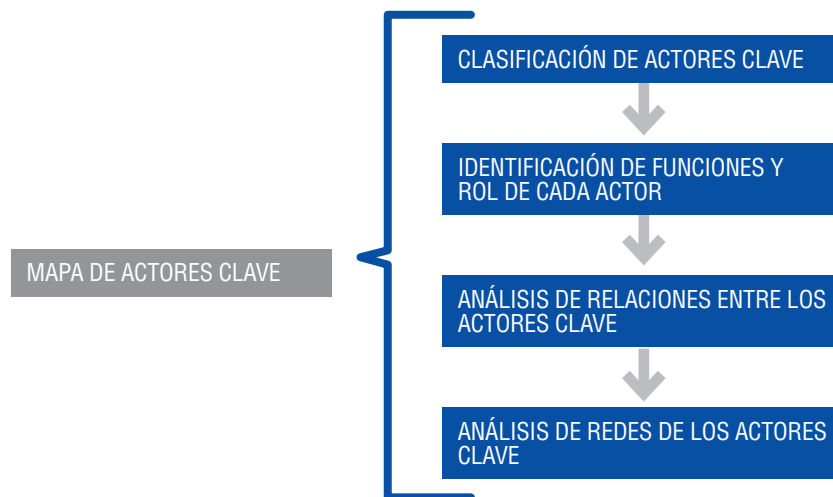 MAPA DE ACTORES CLAVE
CLASIFICACIÓN DE ACTORES CLAVE
IDENTIFICACIÓN DE FUNCIONES Y
ROL DE CADA ACTOR
ANÁLISIS DE RELACIONES ENTRE LOS
ACTORES CLAVE
ANÁLISIS DE REDES DE LOS ACTORES
CLAVE